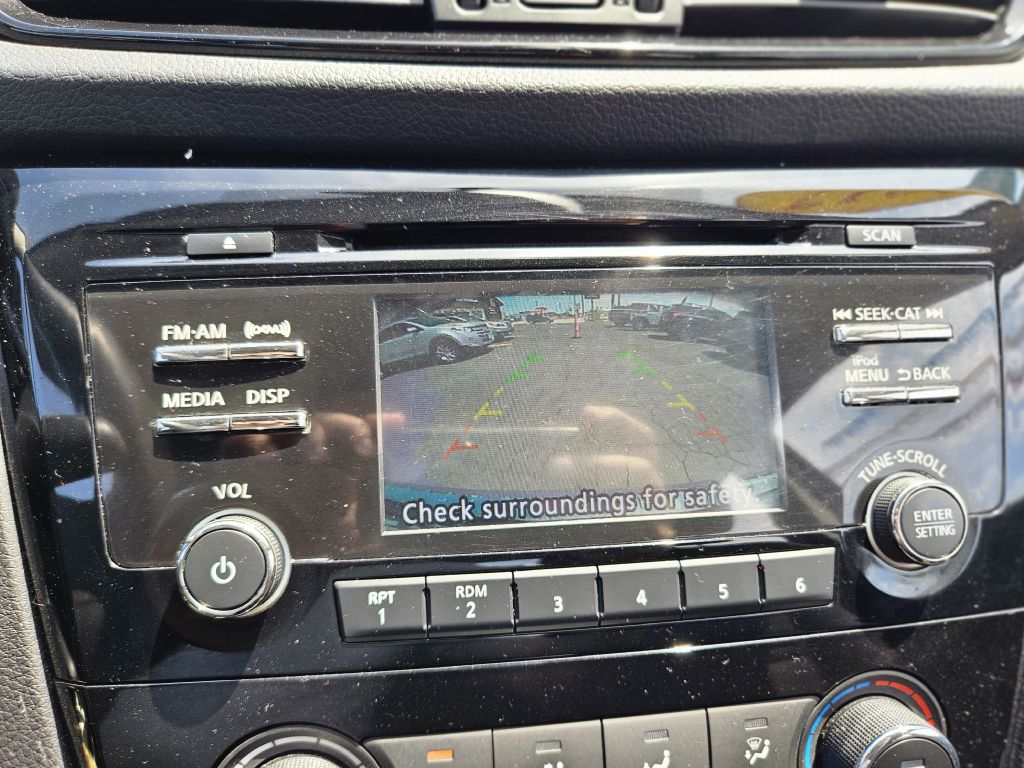 SCAN
FM·AM ((•XM•))
SEEK·CAT
iPod
MENU BACK
MEDIA DISP
TUNE·SCROLL
VOL
ENTER
SETTING
Check surroundings for safety
RPT
1
RDM
2
3
4
5
6